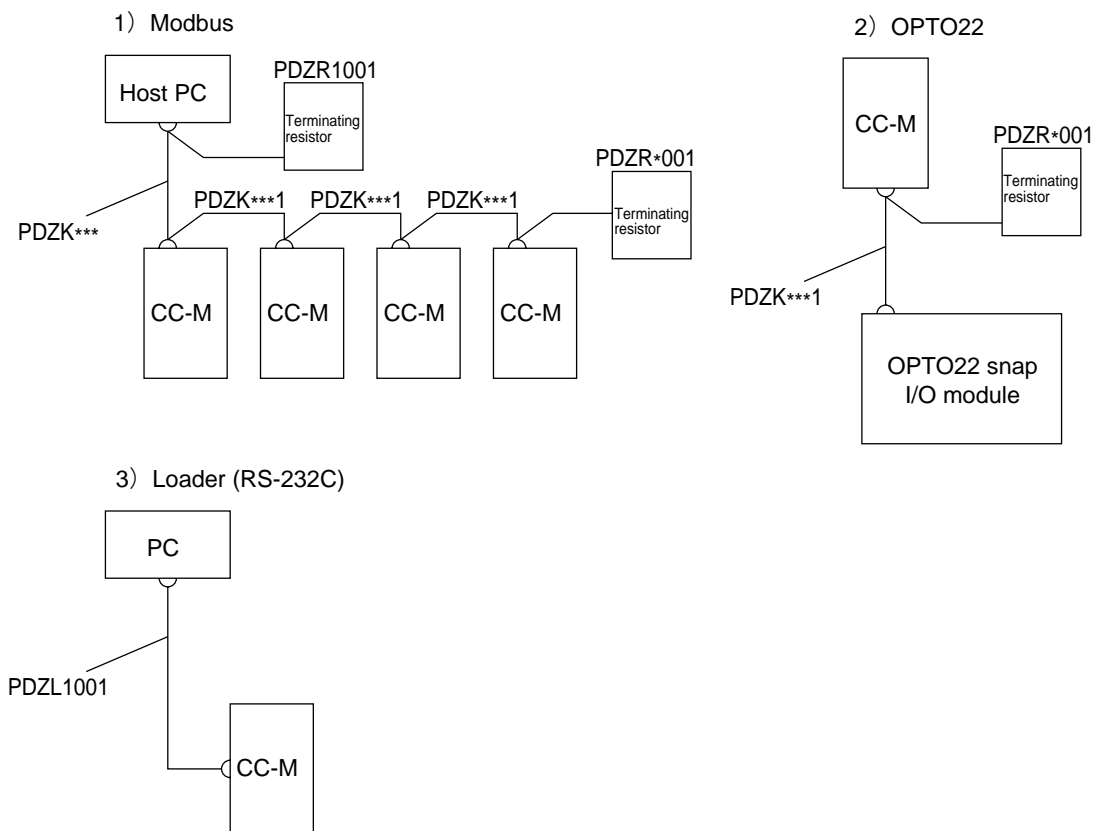 1）Modbus
Host PC
PDZR1001
Terminating
resistor
PDZR*001
Terminating
resistor
PDZK***1
PDZK***1
PDZK***1
PDZK***
CC-M
CC-M
CC-M
CC-M
2）OPTO22
CC-M
PDZR*001
Terminating
resistor
PDZK***1
OPTO22 snap
I/O module
3）Loader (RS-232C)
PC
PDZL1001
CC-M